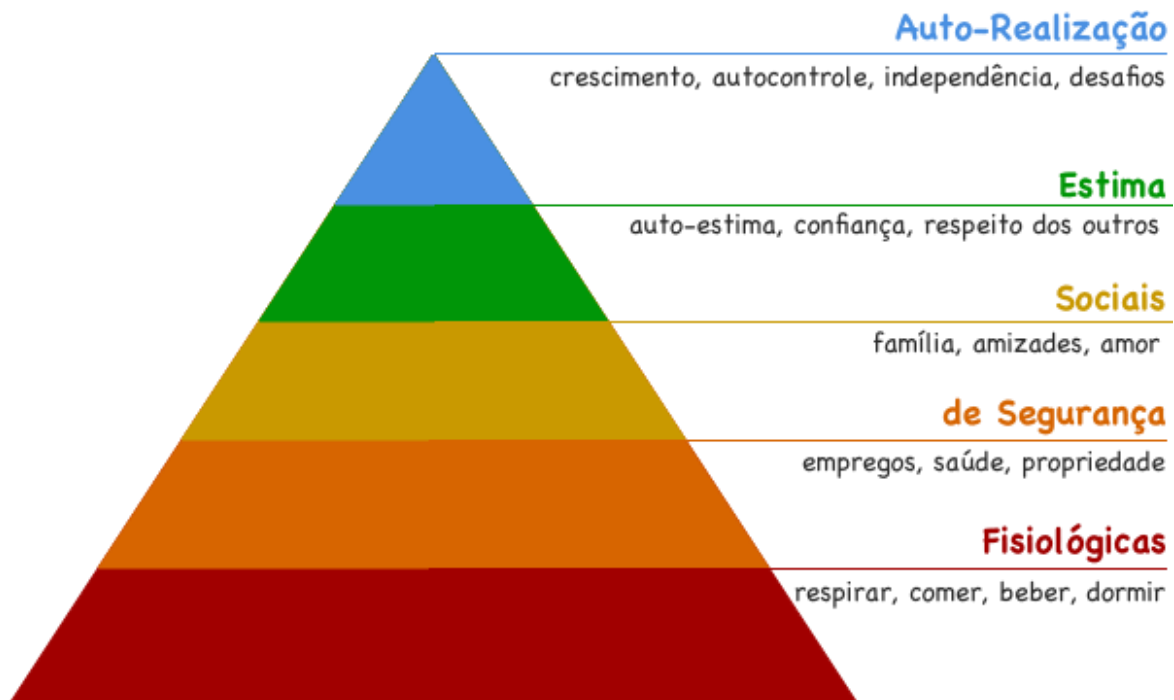 Auto-Realização
crescimento, autocontrole, independência, desafios
Estima
auto-estima, confiança, respeito dos outros
Sociais
família, amizades, amor
de Segurança
empregos, saúde, propriedade
Fisiológicas
respirar, comer, beber, dormir